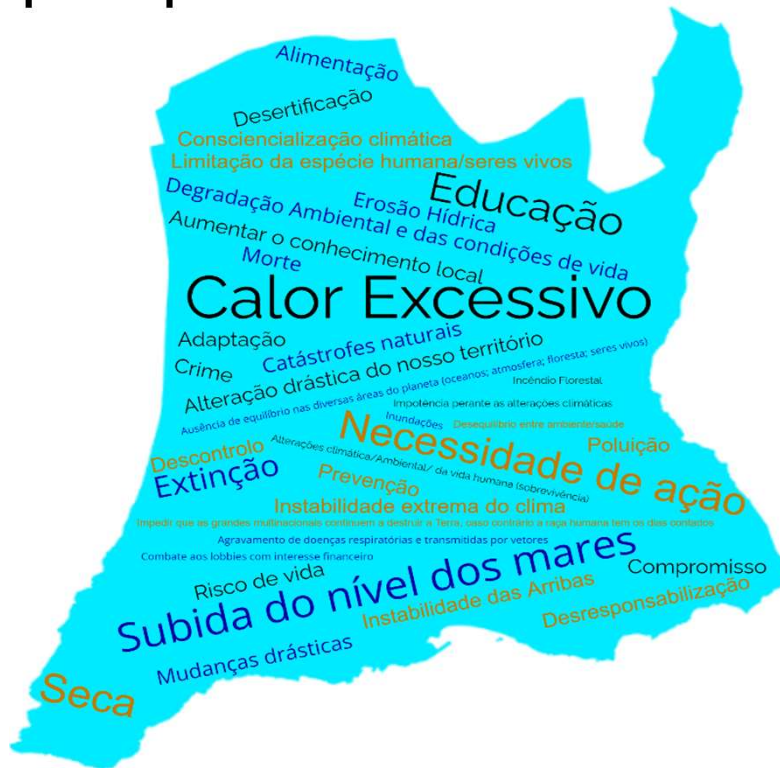 Alimentação
Desertificação
Consciencialização climática
Limitação da espécie humana/seres vivos
Educação
Degradação Ambiental e das condições de vida
Erosão Hídrica
Aumentar o conhecimento local
Morte
Calor Excessivo
Adaptação
Catástrofes naturais
Crime
Alteração drástica do nosso território
Ausência de equilíbrio nas diversas áreas do planeta (oceanos; atmosfera; floresta; seres vivos)
Incêndio Florestal
Impotência perante as alterações climáticas
Inundações
Desequilíbrio entre ambiente/saúde
Necessidade de ação
Poluição
Descontrolo
Alterações climática/Ambiental/ da vida humana (sobrevivência)
Extinção
Prevenção
Instabilidade extrema do clima
Impedir que as grandes multinacionais continuem a destruir a Terra, caso contrário a raça humana tem os dias contados
Agravamento de doenças respiratórias e transmitidas por vetores
Combate aos lobbies com interesse financeiro
Subida do nível dos mares
Compromisso
Risco de vida
Instabilidade das Arribas
Desresponsabilização
Mudanças drásticas
Seca